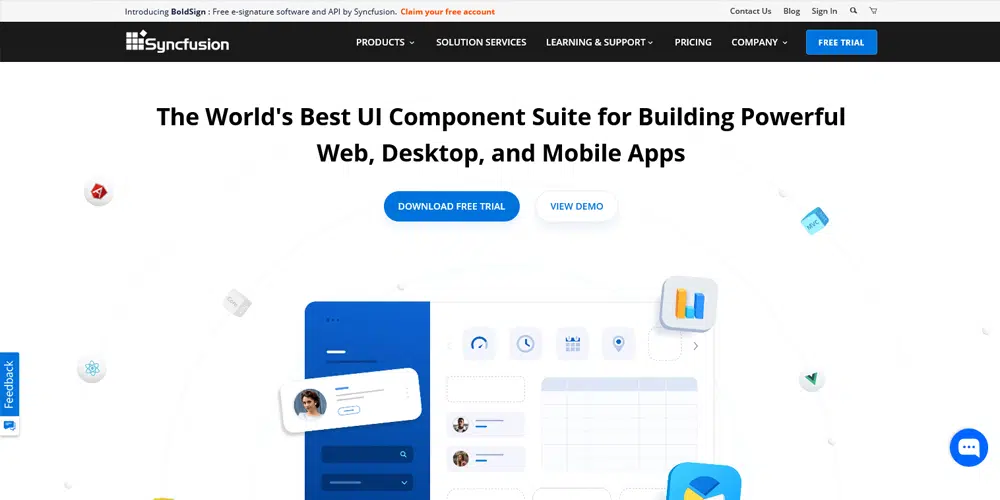 Introducing BoldSign : Free e-signature software and API by Syncfusion. Claim your free account
Contact Us Blog Sign In
Syncfusion
PRODUCTS SOLUTION SERVICES LEARNING & SUPPORT PRICING COMPANY FREE TRIAL
The World's Best UI Component Suite for Building Powerful
Web, Desktop, and Mobile Apps
DOWNLOAD FREE TRIAL VIEW DEMO
Feedback